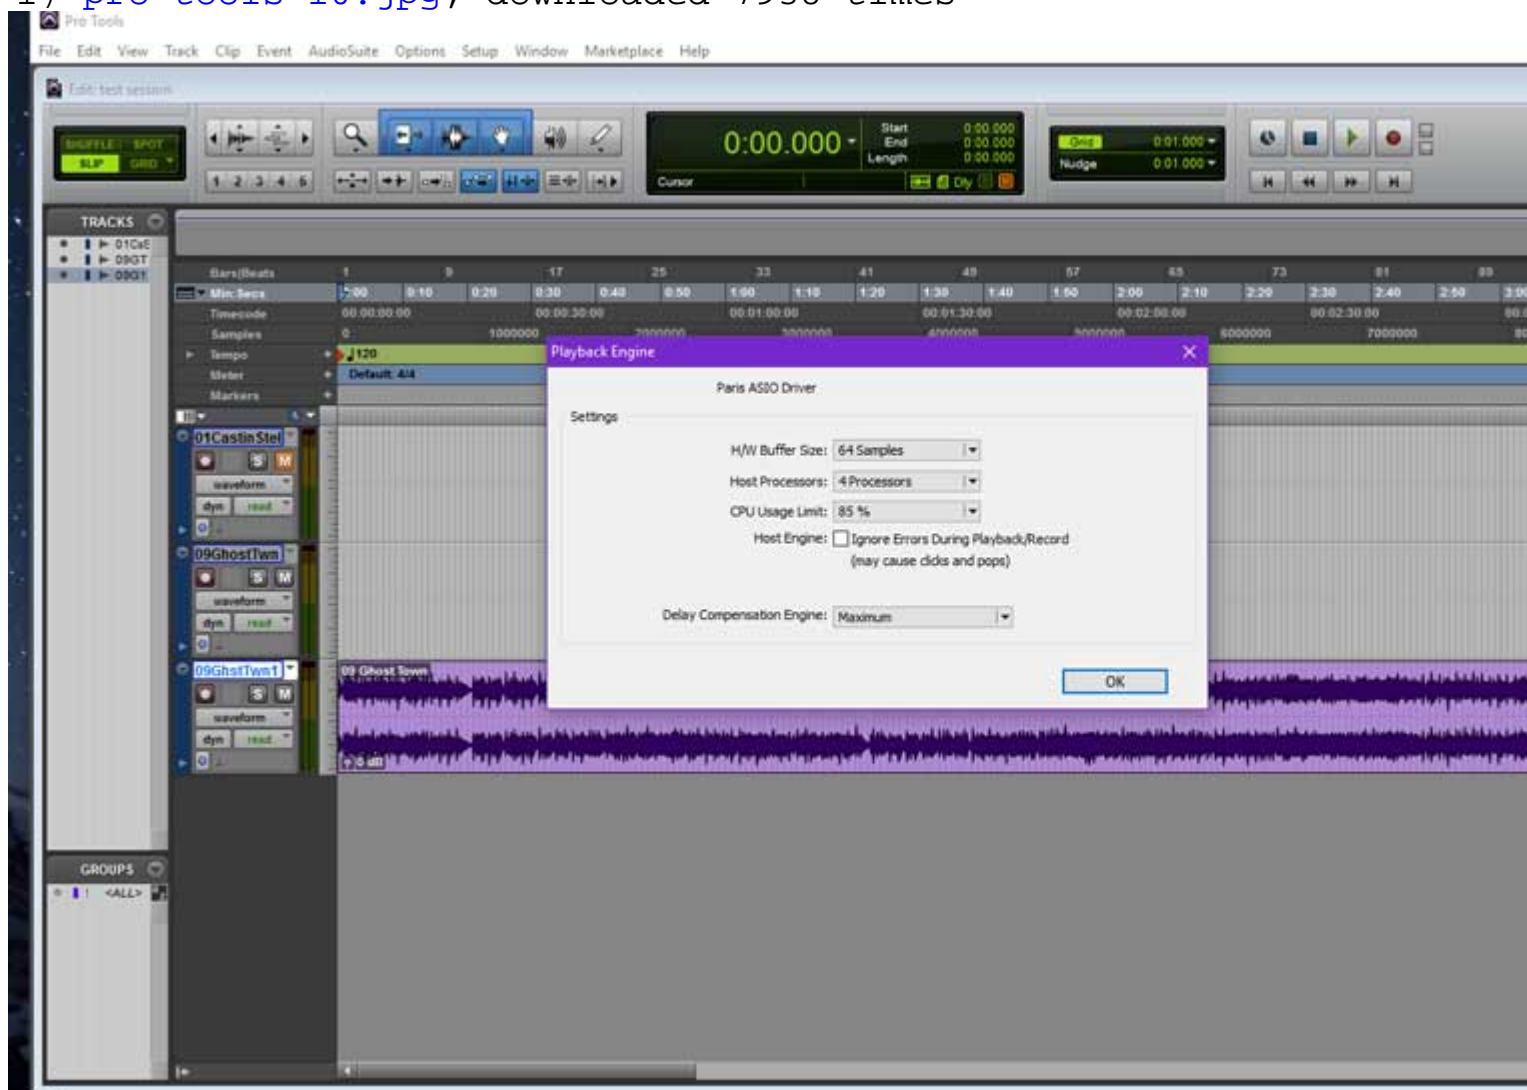 Pro Tools
File Edit View Track Clip Event AudioSuite Options Setup Window Marketplace Help
Edit: test session
SHUFFLE SPOT
SLIP GRID
1 2 3 4 5
0:00.000
Start 0:00.000
End 0:00.000
Length 0:00.000
Cursor
Dly
Grid 0:01.000
Nudge 0:01.000
TRACKS
01CaS
09GT
09G1
Bars|Beats 1 9 17 25 33 41 49 57 65 73 81 89
Min:Secs 0:00 0:10 0:20 0:30 0:40 0:50 1:00 1:10 1:20 1:30 1:40 1:50 2:00 2:10 2:20 2:30 2:40 2:50 3:00
Timecode 00:00:00:00 00:00:30:00 00:01:00:00 00:01:30:00 00:02:00:00 00:02:30:00
Samples 0 1000000 2000000 3000000 4000000 5000000 6000000 7000000
Tempo 120
Meter Default: 4/4
Markers
Playback Engine
Paris ASIO Driver
Settings
H/W Buffer Size: 64 Samples
Host Processors: 4 Processors
CPU Usage Limit: 85 %
Host Engine: Ignore Errors During Playback/Record
(may cause clicks and pops)
Delay Compensation Engine: Maximum
OK
01CastinStel
S M
waveform
dyn read
09GhostTwn
S M
waveform
dyn read
09GhstTwn1
S M
waveform
dyn read
09 Ghost Town
0 dB
GROUPS
! <ALL>